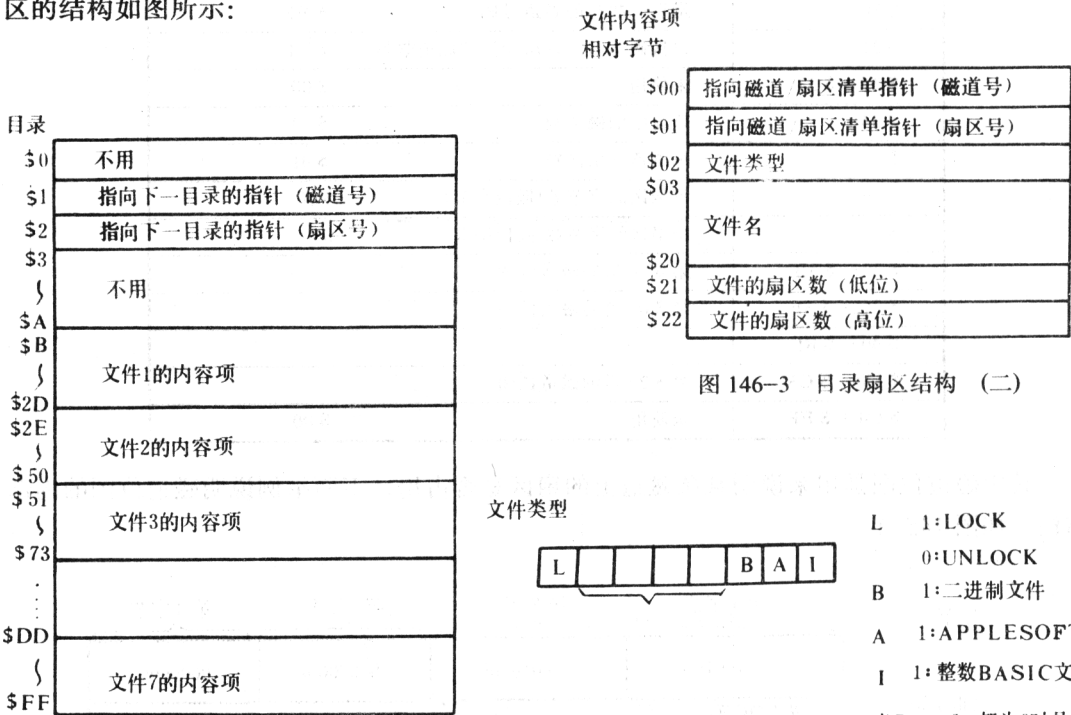 区的结构如图所示:
目录
$0 不用
$1 指向下一目录的指针（磁道号）
$2 指向下一目录的指针（扇区号）
$3
不用
$A
$B
文件1的内容项
$2D
$2E
文件2的内容项
$50
$51
文件3的内容项
$73
$DD
文件7的内容项
$FF
文件内容项
相对字节
$00 指向磁道 扇区清单指针（磁道号）
$01 指向磁道 扇区清单指针（扇区号）
$02 文件类型
$03
文件名
$20
$21 文件的扇区数（低位）
$22 文件的扇区数（高位）
图 146-3 目录扇区结构 (二)
文件类型
L B A I
L 1:LOCK
0:UNLOCK
B 1:二进制文件
A 1:APPLESOF
I 1:整数BASIC文